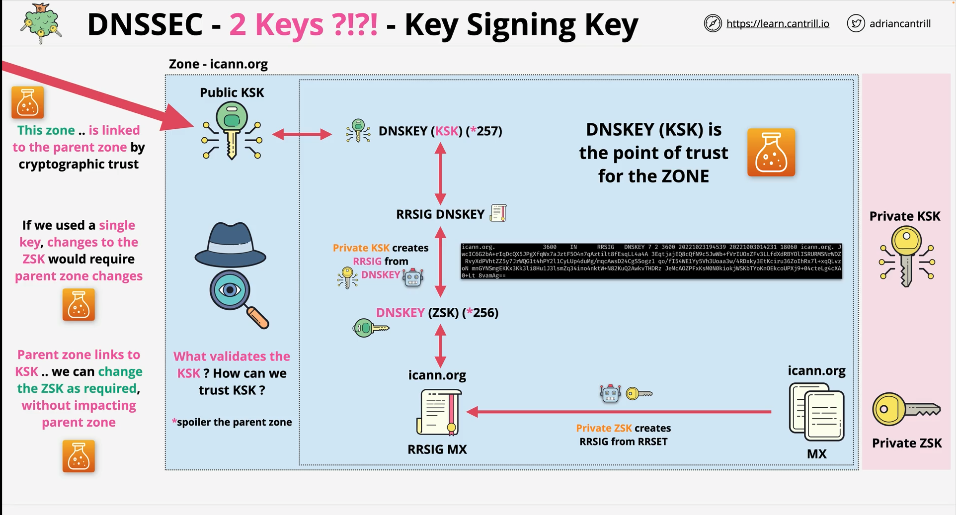 DNSSEC - 2 Keys ?!?! - Key Signing Key
https://learn.cantrill.io
adriancantrill
Zone - icann.org
Public KSK
This zone .. is linked
to the parent zone by
cryptographic trust
DNSKEY (KSK) (*257)
DNSKEY (KSK) is
the point of trust
for the ZONE
RRSIG DNSKEY
If we used a single
key, changes to the
ZSK would require
parent zone changes
Private KSK creates
RRSIG from
DNSKEY
icann.org. 3600 IN RRSIG DNSKEY 7 2 3600 20221023194539 20221003014231 18060 icann.org.
Private KSK
DNSKEY (ZSK) (*256)
What validates the
KSK ? How can we
trust KSK ?
*spoiler the parent zone
Parent zone links to
KSK .. we can change
the ZSK as required,
without impacting
parent zone
icann.org
RRSIG MX
Private ZSK creates
RRSIG from RRSET
icann.org
MX
Private ZSK